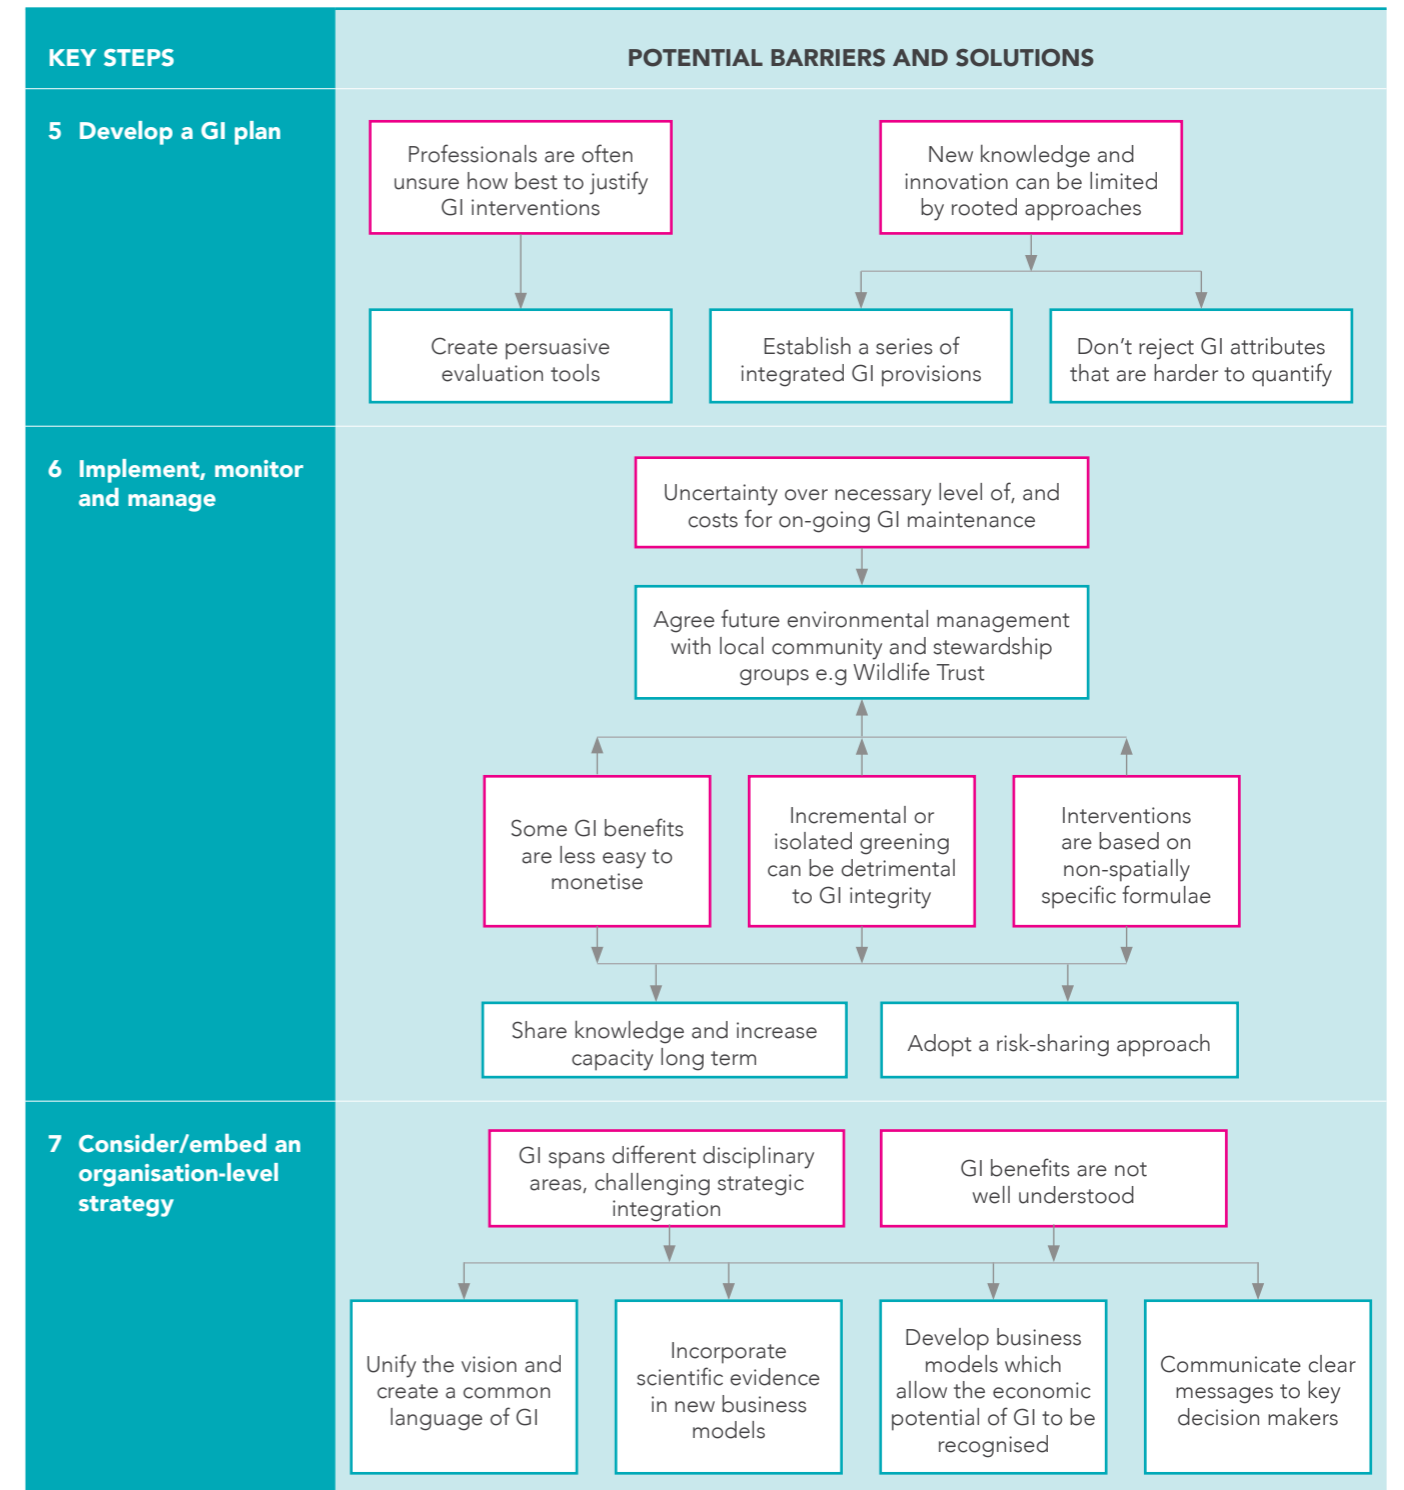 KEY STEPS
POTENTIAL BARRIERS AND SOLUTIONS
5 Develop a GI plan
Professionals are often
unsure how best to justify
GI interventions
New knowledge and
innovation can be limited
by rooted approaches
Create persuasive
evaluation tools
Establish a series of
integrated GI provisions
Don’t reject GI attributes
that are harder to quantify
6 Implement, monitor
and manage
Uncertainty over necessary level of, and
costs for on-going GI maintenance
Agree future environmental management
with local community and stewardship
groups e.g Wildlife Trust
Some GI benefits
are less easy to
monetise
Incremental or
isolated greening
can be detrimental
to GI integrity
Interventions
are based on
non-spatially
specific formulae
Share knowledge and increase
capacity long term
Adopt a risk-sharing approach
7 Consider/embed an
organisation-level
strategy
GI spans different disciplinary
areas, challenging strategic
integration
GI benefits are not
well understood
Unify the vision and
create a common
language of GI
Incorporate
scientific evidence
in new business
models
Develop business
models which
allow the economic
potential of GI to be
recognised
Communicate clear
messages to key
decision makers